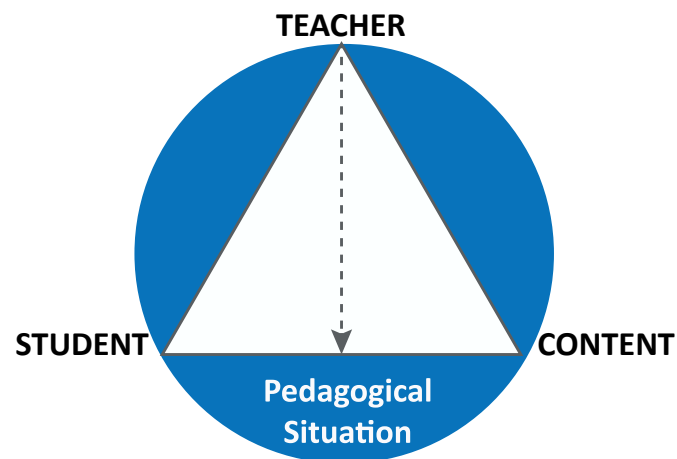 TEACHER
STUDENT
CONTENT
Pedagogical
Situation